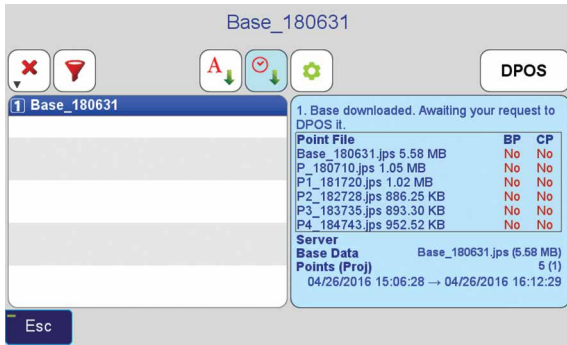 Base_180631
A
DPOS
1 Base_180631
1. Base downloaded. Awaiting your request to
DPOS it.
Point File BP CP
Base_180631.jps 5.58 MB No No
P_180710.jps 1.05 MB No No
P1_181720.jps 1.02 MB No No
P2_182728.jps 886.25 KB No No
P3_183735.jps 893.30 KB No No
P4_184743.jps 952.52 KB No No
Server
Base Data Base_180631.jps (5.58 MB)
Points (Proj) 5 (1)
04/26/2016 15:06:28 → 04/26/2016 16:12:29
Esc